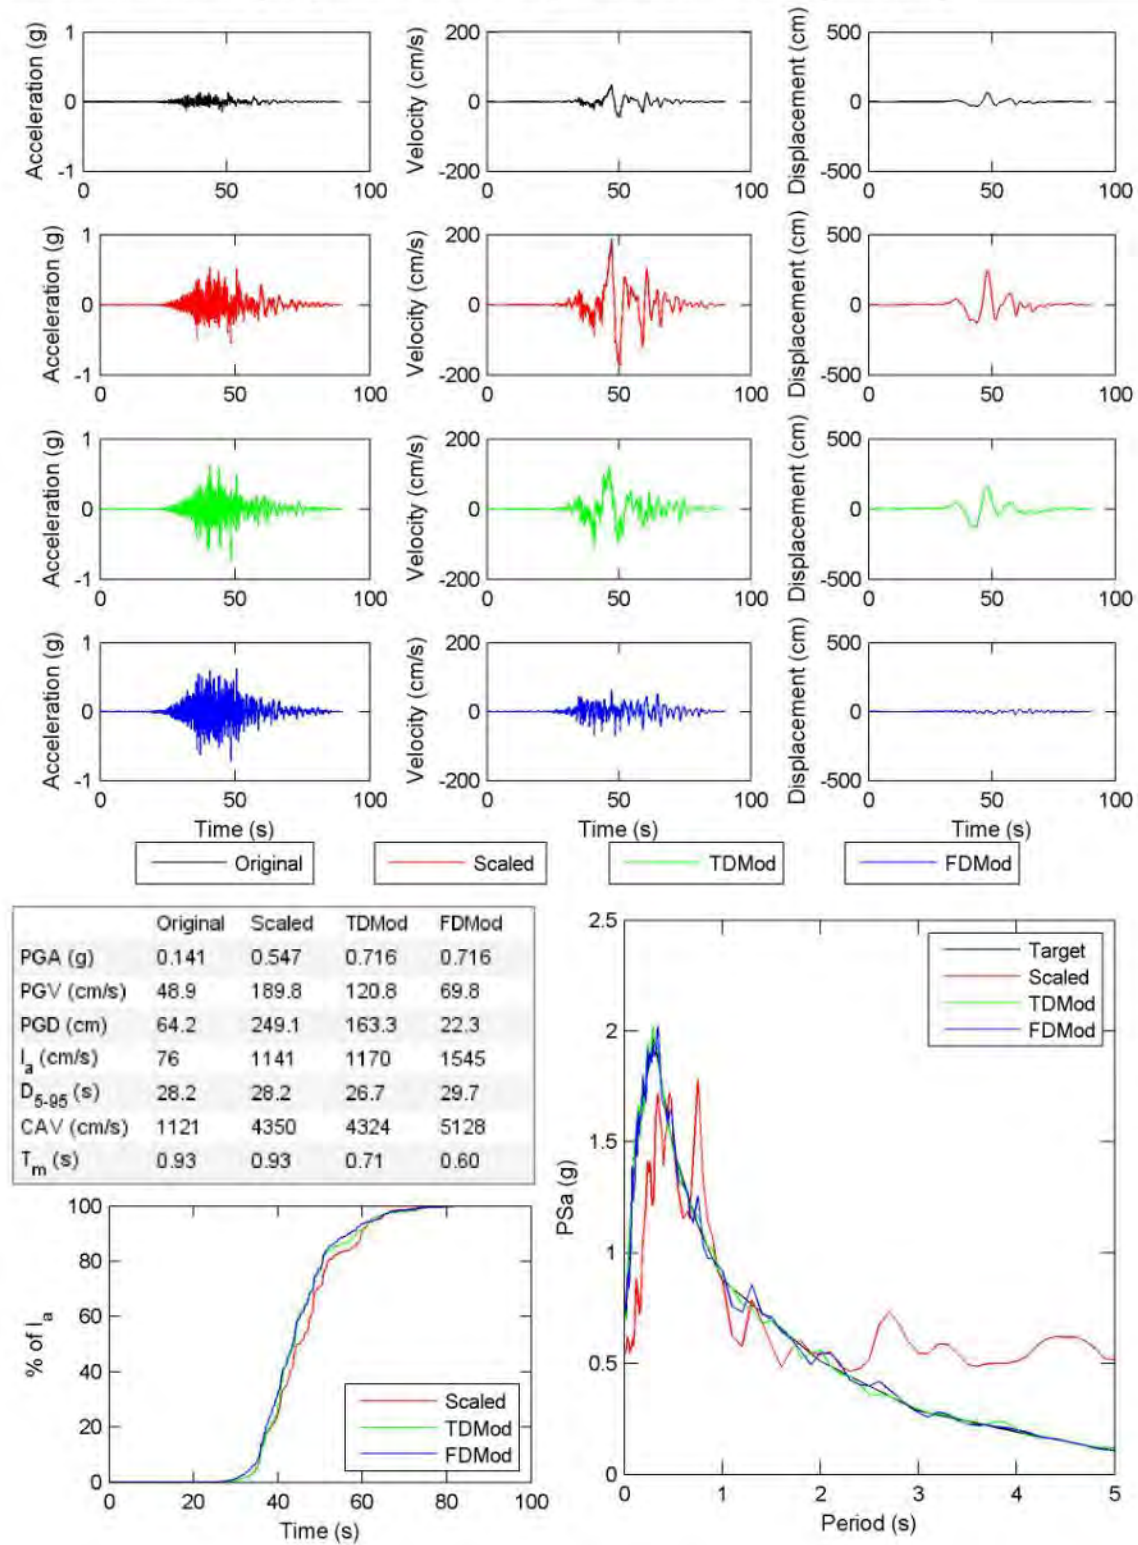 Acceleration (g)
1
0
-1
0 50 100
Velocity (cm/s)
200
0
-200
0 50 100
Displacement (cm)
500
0
-500
0 50 100
Acceleration (g)
1
0
-1
0 50 100
Velocity (cm/s)
200
0
-200
0 50 100
Displacement (cm)
500
0
-500
0 50 100
Acceleration (g)
1
0
-1
0 50 100
Velocity (cm/s)
200
0
-200
0 50 100
Displacement (cm)
500
0
-500
0 50 100
Acceleration (g)
1
0
-1
0 50 100
Time (s)
Velocity (cm/s)
200
0
-200
0 50 100
Time (s)
Displacement (cm)
500
0
-500
0 50 100
Time (s)
Original
Scaled
TDMod
FDMod
Original Scaled TDMod FDMod
PGA (g) 0.141 0.547 0.716 0.716
PGV (cm/s) 48.9 189.8 120.8 69.8
PGD (cm) 64.2 249.1 163.3 22.3
Ia (cm/s) 76 1141 1170 1545
D5-95 (s) 28.2 28.2 26.7 29.7
CAV (cm/s) 1121 4350 4324 5128
Tm (s) 0.93 0.93 0.71 0.60
% of Ia
100
80
60
40
20
0
0 20 40 60 80 100
Time (s)
Scaled
TDMod
FDMod
PSa (g)
2.5
2
1.5
1
0.5
0
0 1 2 3 4 5
Period (s)
Target
Scaled
TDMod
FDMod